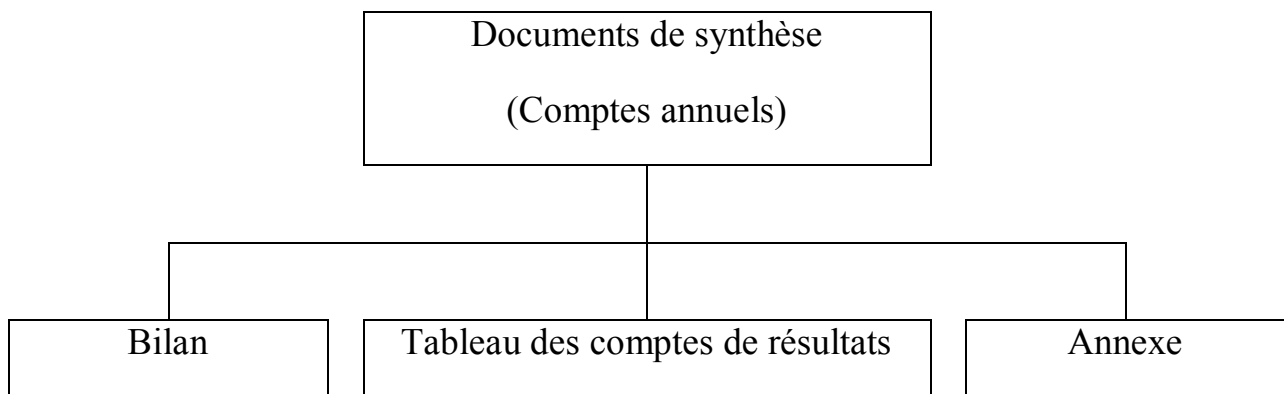 Documents de synthèse
(Comptes annuels)
Bilan
Tableau des comptes de résultats
Annexe